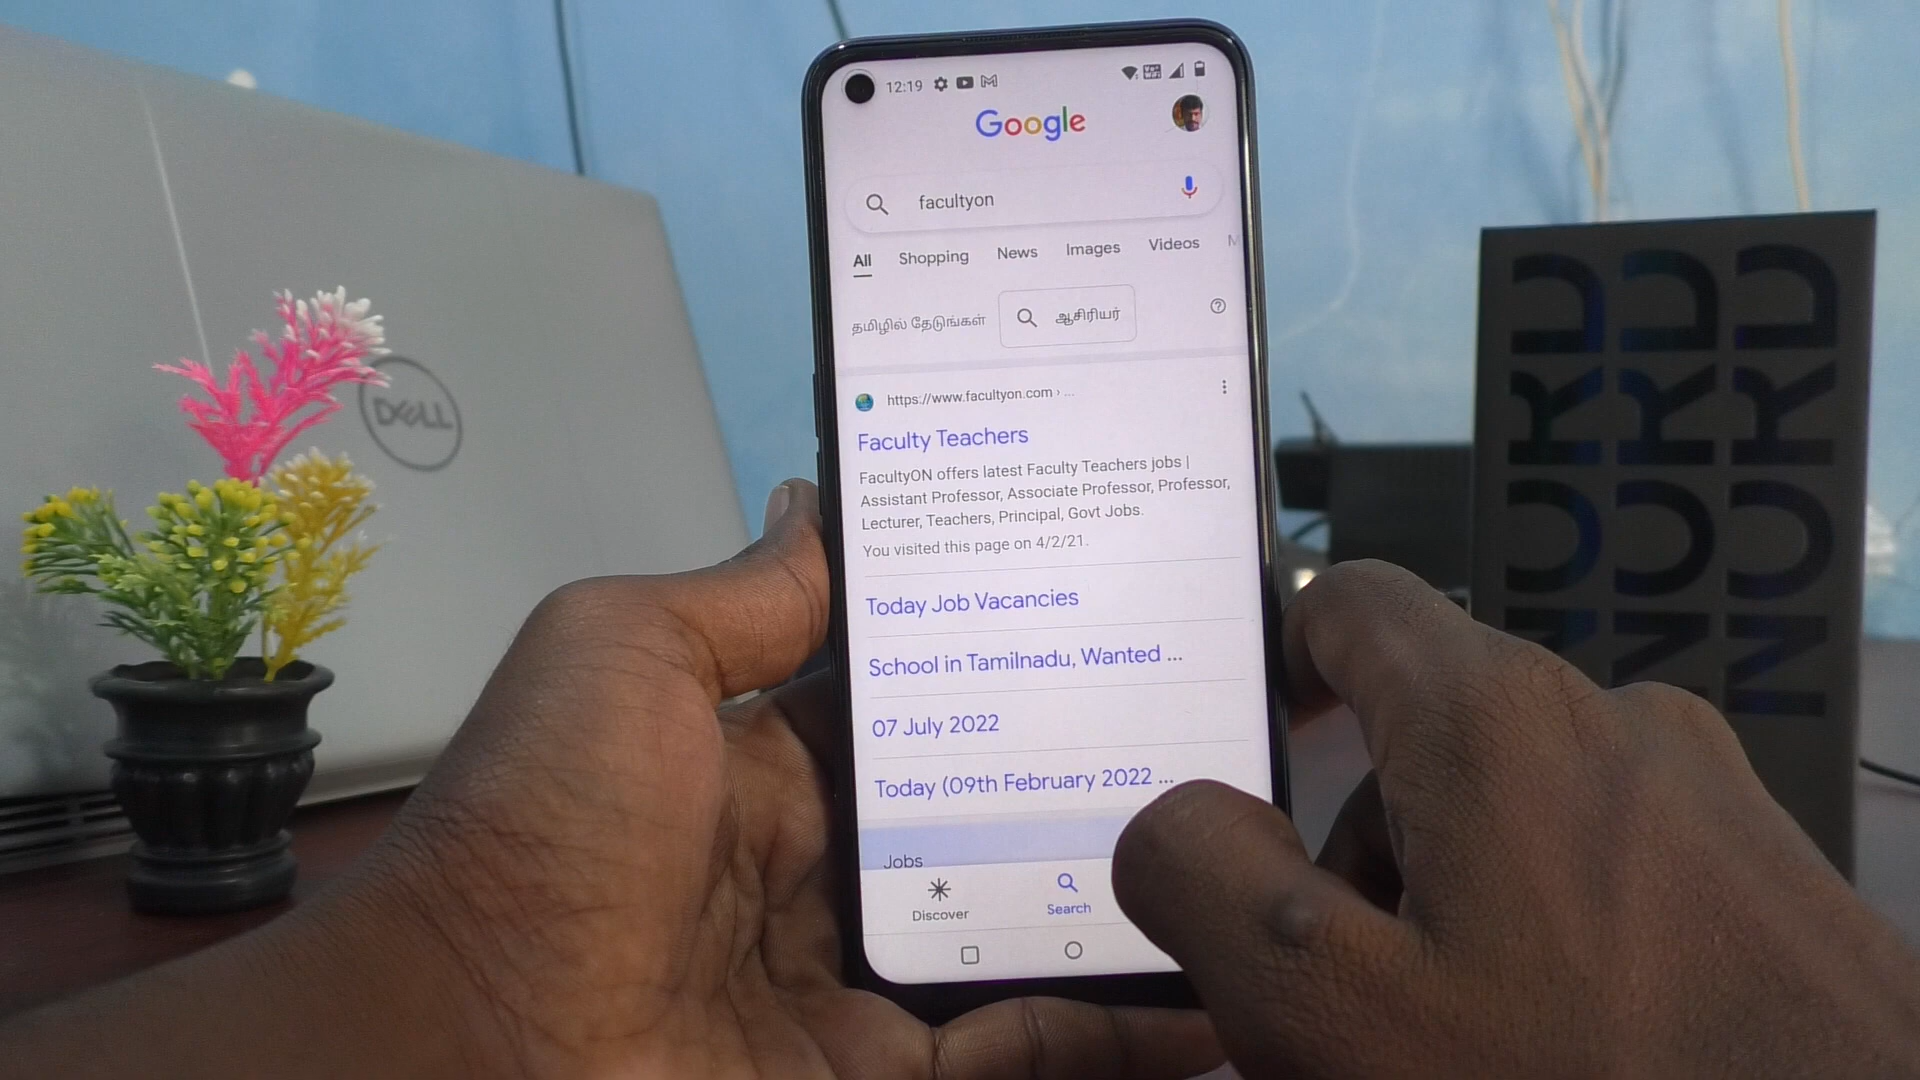 12:19
Google
facultyon
All Shopping News Images Videos
தமிழில் தேடுங்கள் ஆசிரியர்
https://www.facultyon.com › ...
Faculty Teachers
FacultyON offers latest Faculty Teachers jobs |
Assistant Professor, Associate Professor, Professor,
Lecturer, Teachers, Principal, Govt Jobs.
You visited this page on 4/2/21.
Today Job Vacancies
School in Tamilnadu, Wanted ...
07 July 2022
Today (09th February 2022 ...
Jobs
Discover Search
DELL
NORD
NORD
NORD